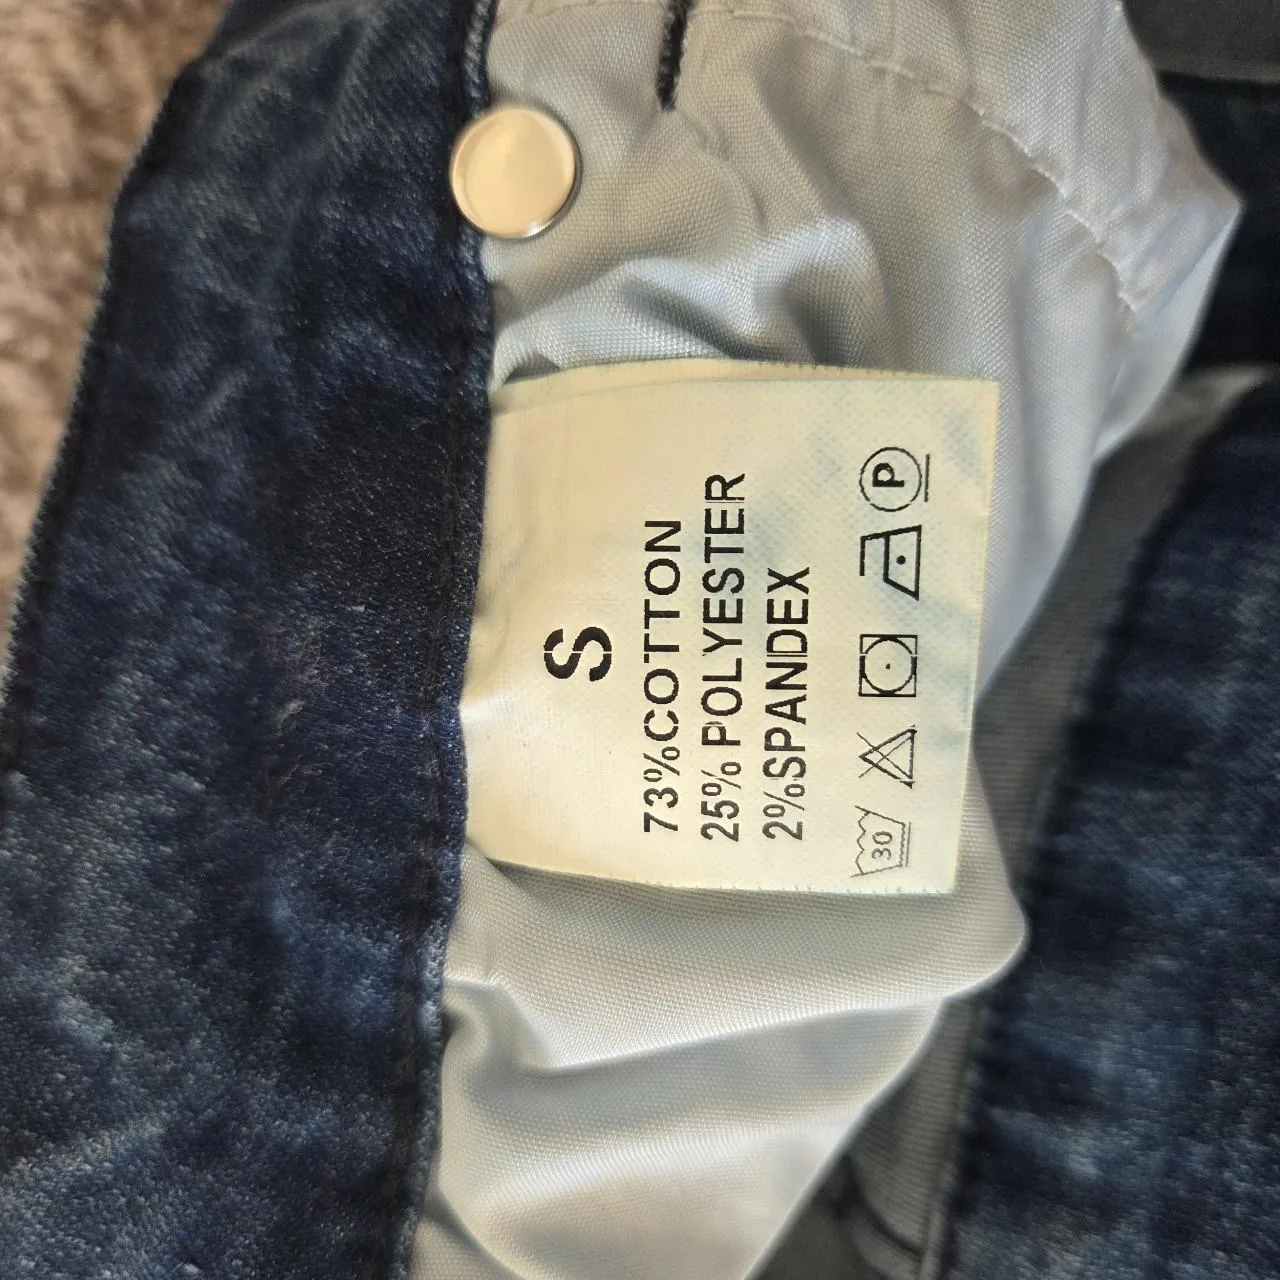 S
73%COTTON
25% POLYESTER
2%SPANDEX
30 P